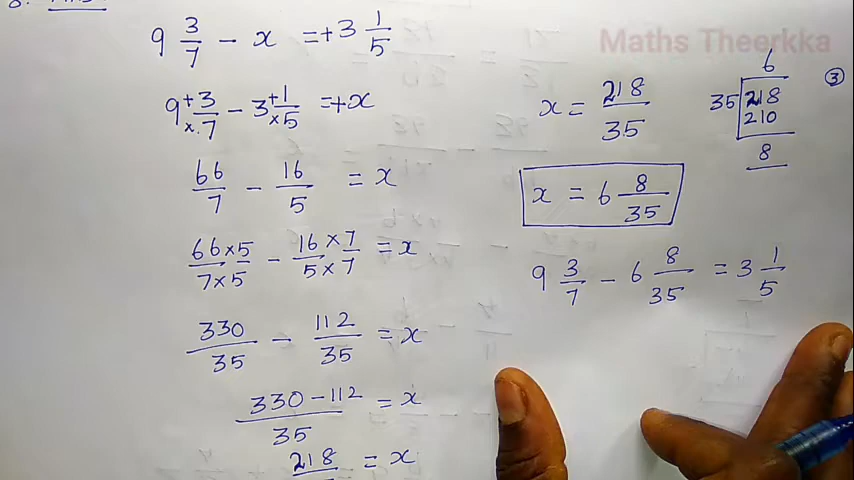 9 3/7 - x = +3 1/5
9 + 3/× 7 - 3 + 1/× 5 = +x
66/7 - 16/5 = x
66 × 5/7 × 5 - 16 × 7/5 × 7 = x
330/35 - 112/35 = x
330 - 112/35 = x
218 = x
Maths Theerkka
③
x = 218/35
6
35 218
210
8
x = 6 8/35
9 3/7 - 6 8/35 = 3 1/5